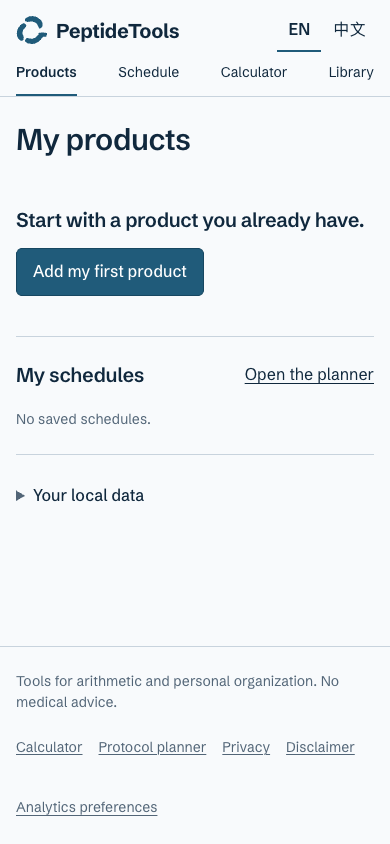 PeptideTools
EN 中文
Products Schedule Calculator Library
My products
Start with a product you already have.
Add my first product
My schedules Open the planner
No saved schedules.
Your local data
Tools for arithmetic and personal organization. No
medical advice.
Calculator Protocol planner Privacy Disclaimer
Analytics preferences